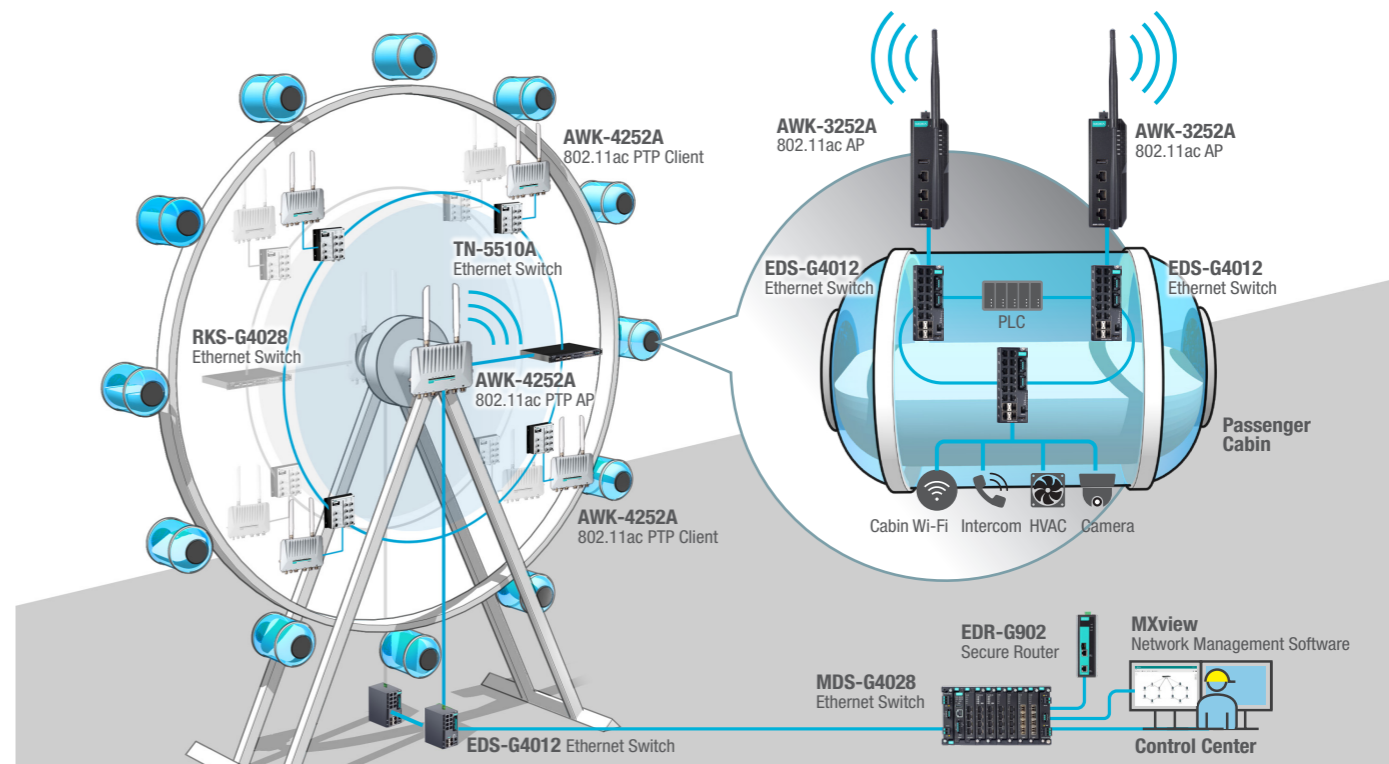 AWK-4252A
802.11ac PTP Client
TN-5510A
Ethernet Switch
RKS-G4028
Ethernet Switch
AWK-4252A
802.11ac PTP AP
AWK-4252A
802.11ac PTP Client
EDS-G4012 Ethernet Switch
AWK-3252A
802.11ac AP
AWK-3252A
802.11ac AP
EDS-G4012
Ethernet Switch
EDS-G4012
Ethernet Switch
PLC
Passenger
Cabin
Cabin Wi-Fi Intercom HVAC Camera
EDR-G902
Secure Router
MXview
Network Management Software
MDS-G4028
Ethernet Switch
Control Center